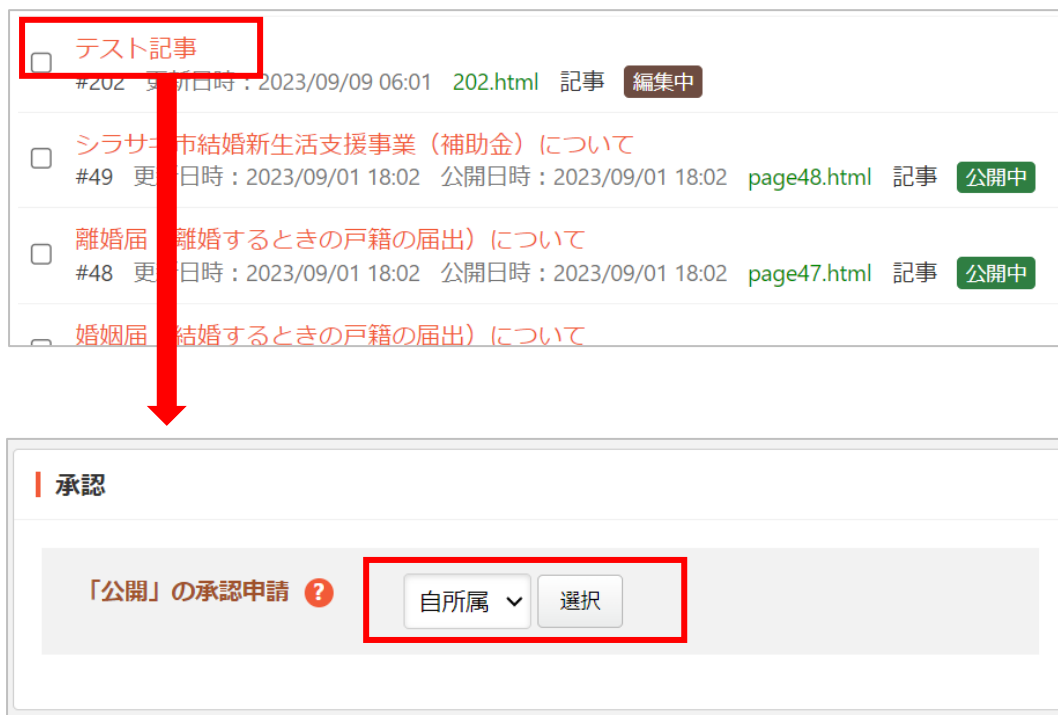 テスト記事
#202 更新日時：2023/09/09 06:01 202.html 記事 編集中
シラサギ市結婚新生活支援事業（補助金）について
#49 更新日時：2023/09/01 18:02 公開日時：2023/09/01 18:02 page48.html 記事 公開中
離婚届（離婚するときの戸籍の届出）について
#48 更新日時：2023/09/01 18:02 公開日時：2023/09/01 18:02 page47.html 記事 公開中
婚姻届（結婚するときの戸籍の届出）について
承認
「公開」の承認申請 ? 自所属 選択